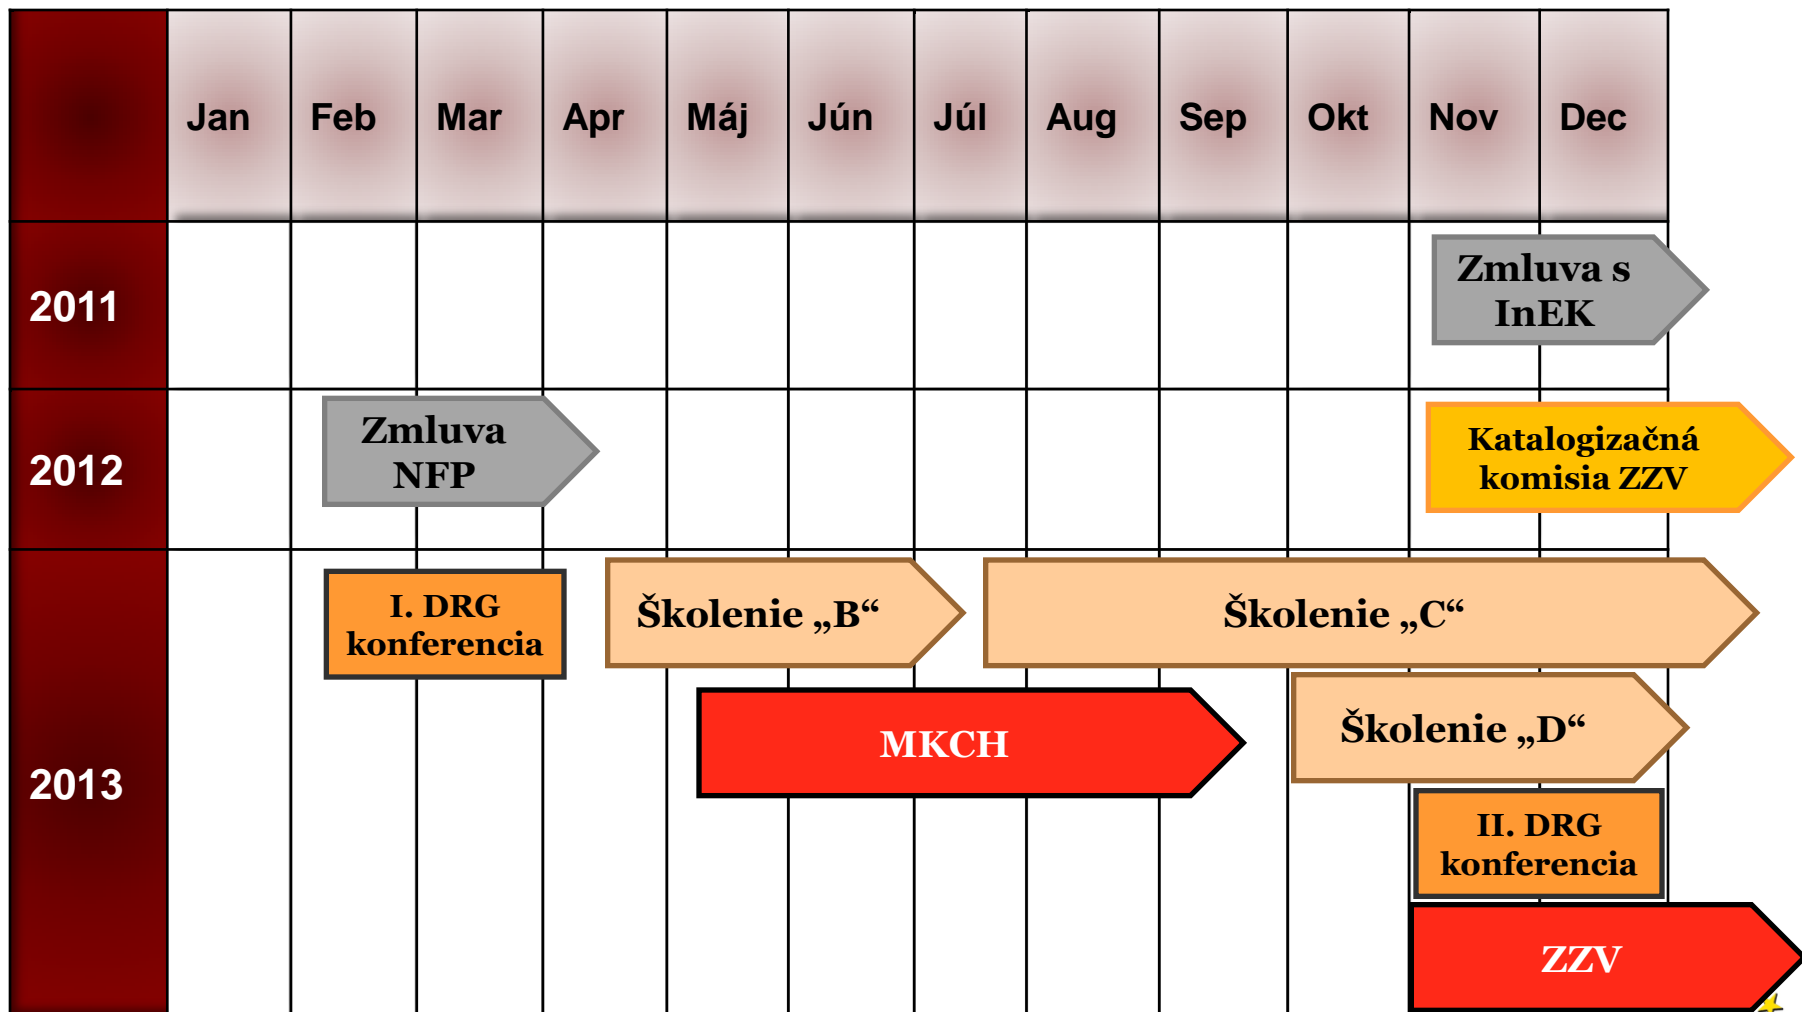 Jan Feb Mar Apr Máj Jún Júl Aug Sep Okt Nov Dec
2011
Zmluva s
InEK
2012
Zmluva
NFP
Katalogizačná
komisia ZZV
2013
I. DRG
konferencia
Školenie „B“
Školenie „C“
MKCH
Školenie „D“
II. DRG
konferencia
ZZV